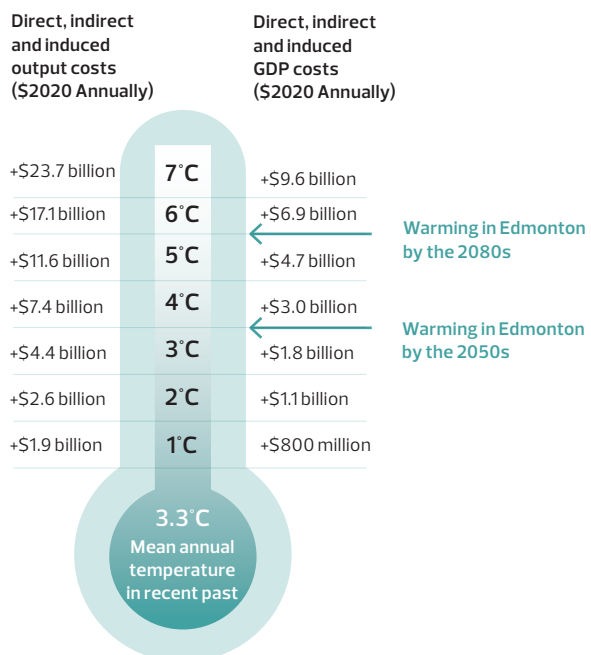 Direct, indirect
and induced
output costs
($2020 Annually)
Direct, indirect
and induced
GDP costs
($2020 Annually)
+$23.7 billion
7°C
+$9.6 billion
+$17.1 billion
6°C
+$6.9 billion
Warming in Edmonton
by the 2080s
+$11.6 billion
5°C
+$4.7 billion
+$7.4 billion
4°C
+$3.0 billion
Warming in Edmonton
by the 2050s
+$4.4 billion
3°C
+$1.8 billion
+$2.6 billion
2°C
+$1.1 billion
+$1.9 billion
1°C
+$800 million
3.3°C
Mean annual
temperature
in recent past